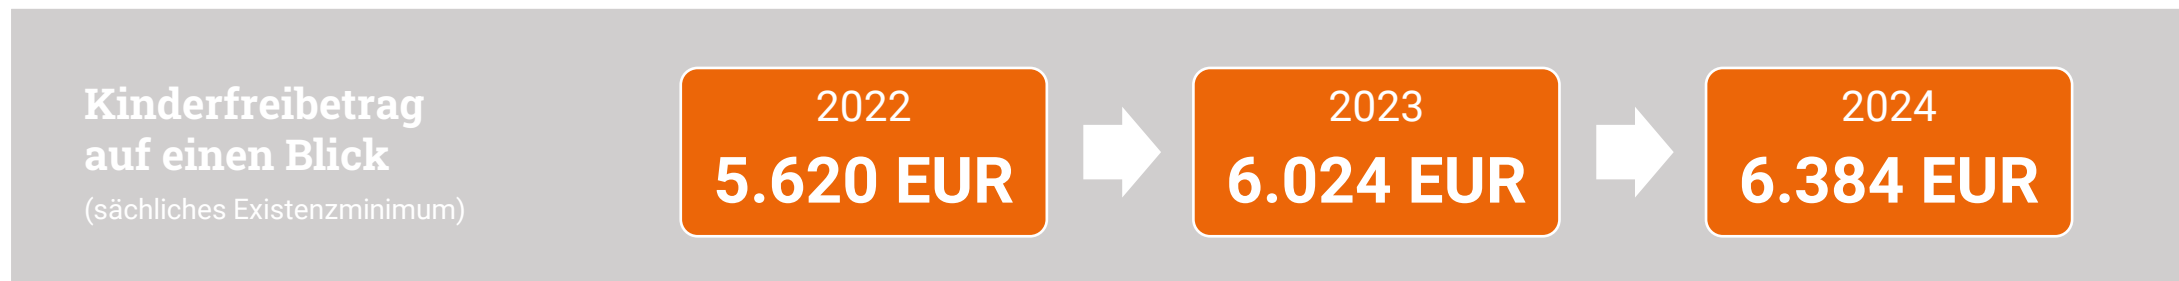 Kinderfreibetrag
auf einen Blick
(sächliches Existenzminimum)
2022
5.620 EUR
2023
6.024 EUR
2024
6.384 EUR